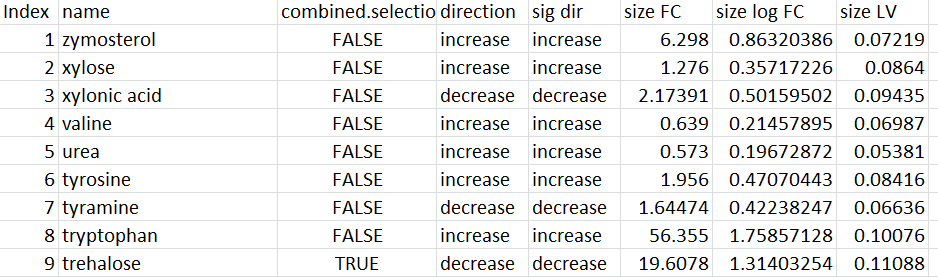 Index name combined.selectio direction sig dir size FC size log FC size LV
1 zymosterol FALSE increase increase 6.298 0.86320386 0.07219
2 xylose FALSE increase increase 1.276 0.35717226 0.0864
3 xylonic acid FALSE decrease decrease 2.17391 0.50159502 0.09435
4 valine FALSE increase increase 0.639 0.21457895 0.06987
5 urea FALSE increase increase 0.573 0.19672872 0.05381
6 tyrosine FALSE increase increase 1.956 0.47070443 0.08416
7 tyramine FALSE decrease decrease 1.64474 0.42238247 0.06636
8 tryptophan FALSE increase increase 56.355 1.75857128 0.10076
9 trehalose TRUE decrease decrease 19.6078 1.31403254 0.11088